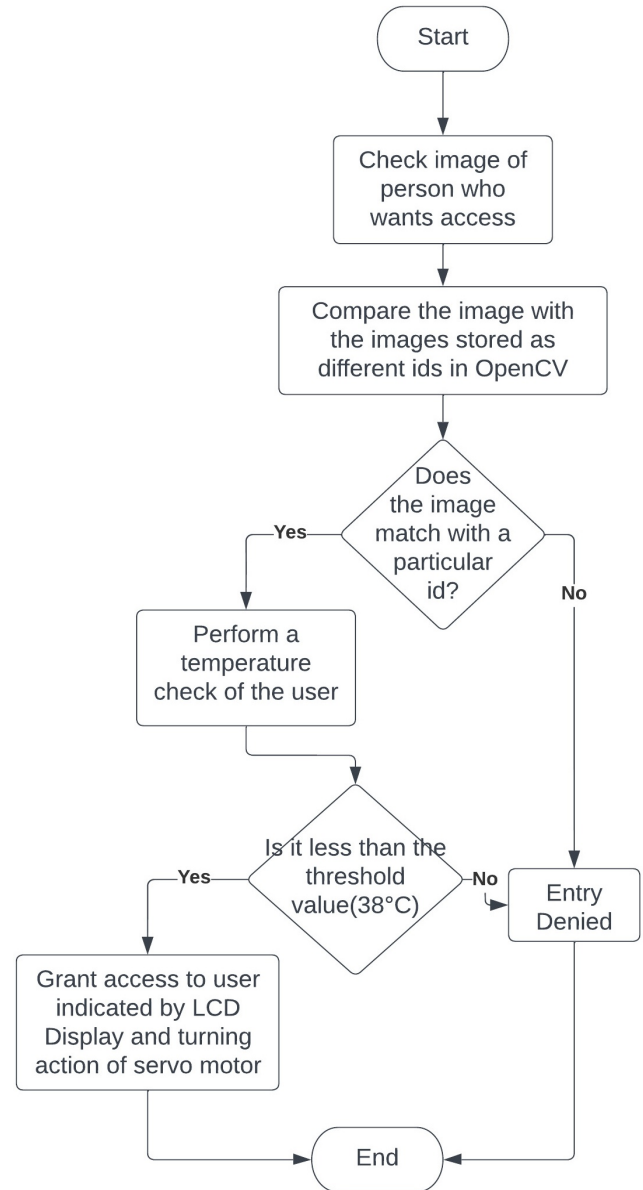 Start
Check image of
person who
wants access
Compare the image with
the images stored as
different ids in OpenCV
Does
the image
match with a
particular
id?
Yes
No
Perform a
temperature
check of the user
Is it less than the
threshold
value(38°C)
Yes
No
Entry
Denied
Grant access to user
indicated by LCD
Display and turning
action of servo motor
End